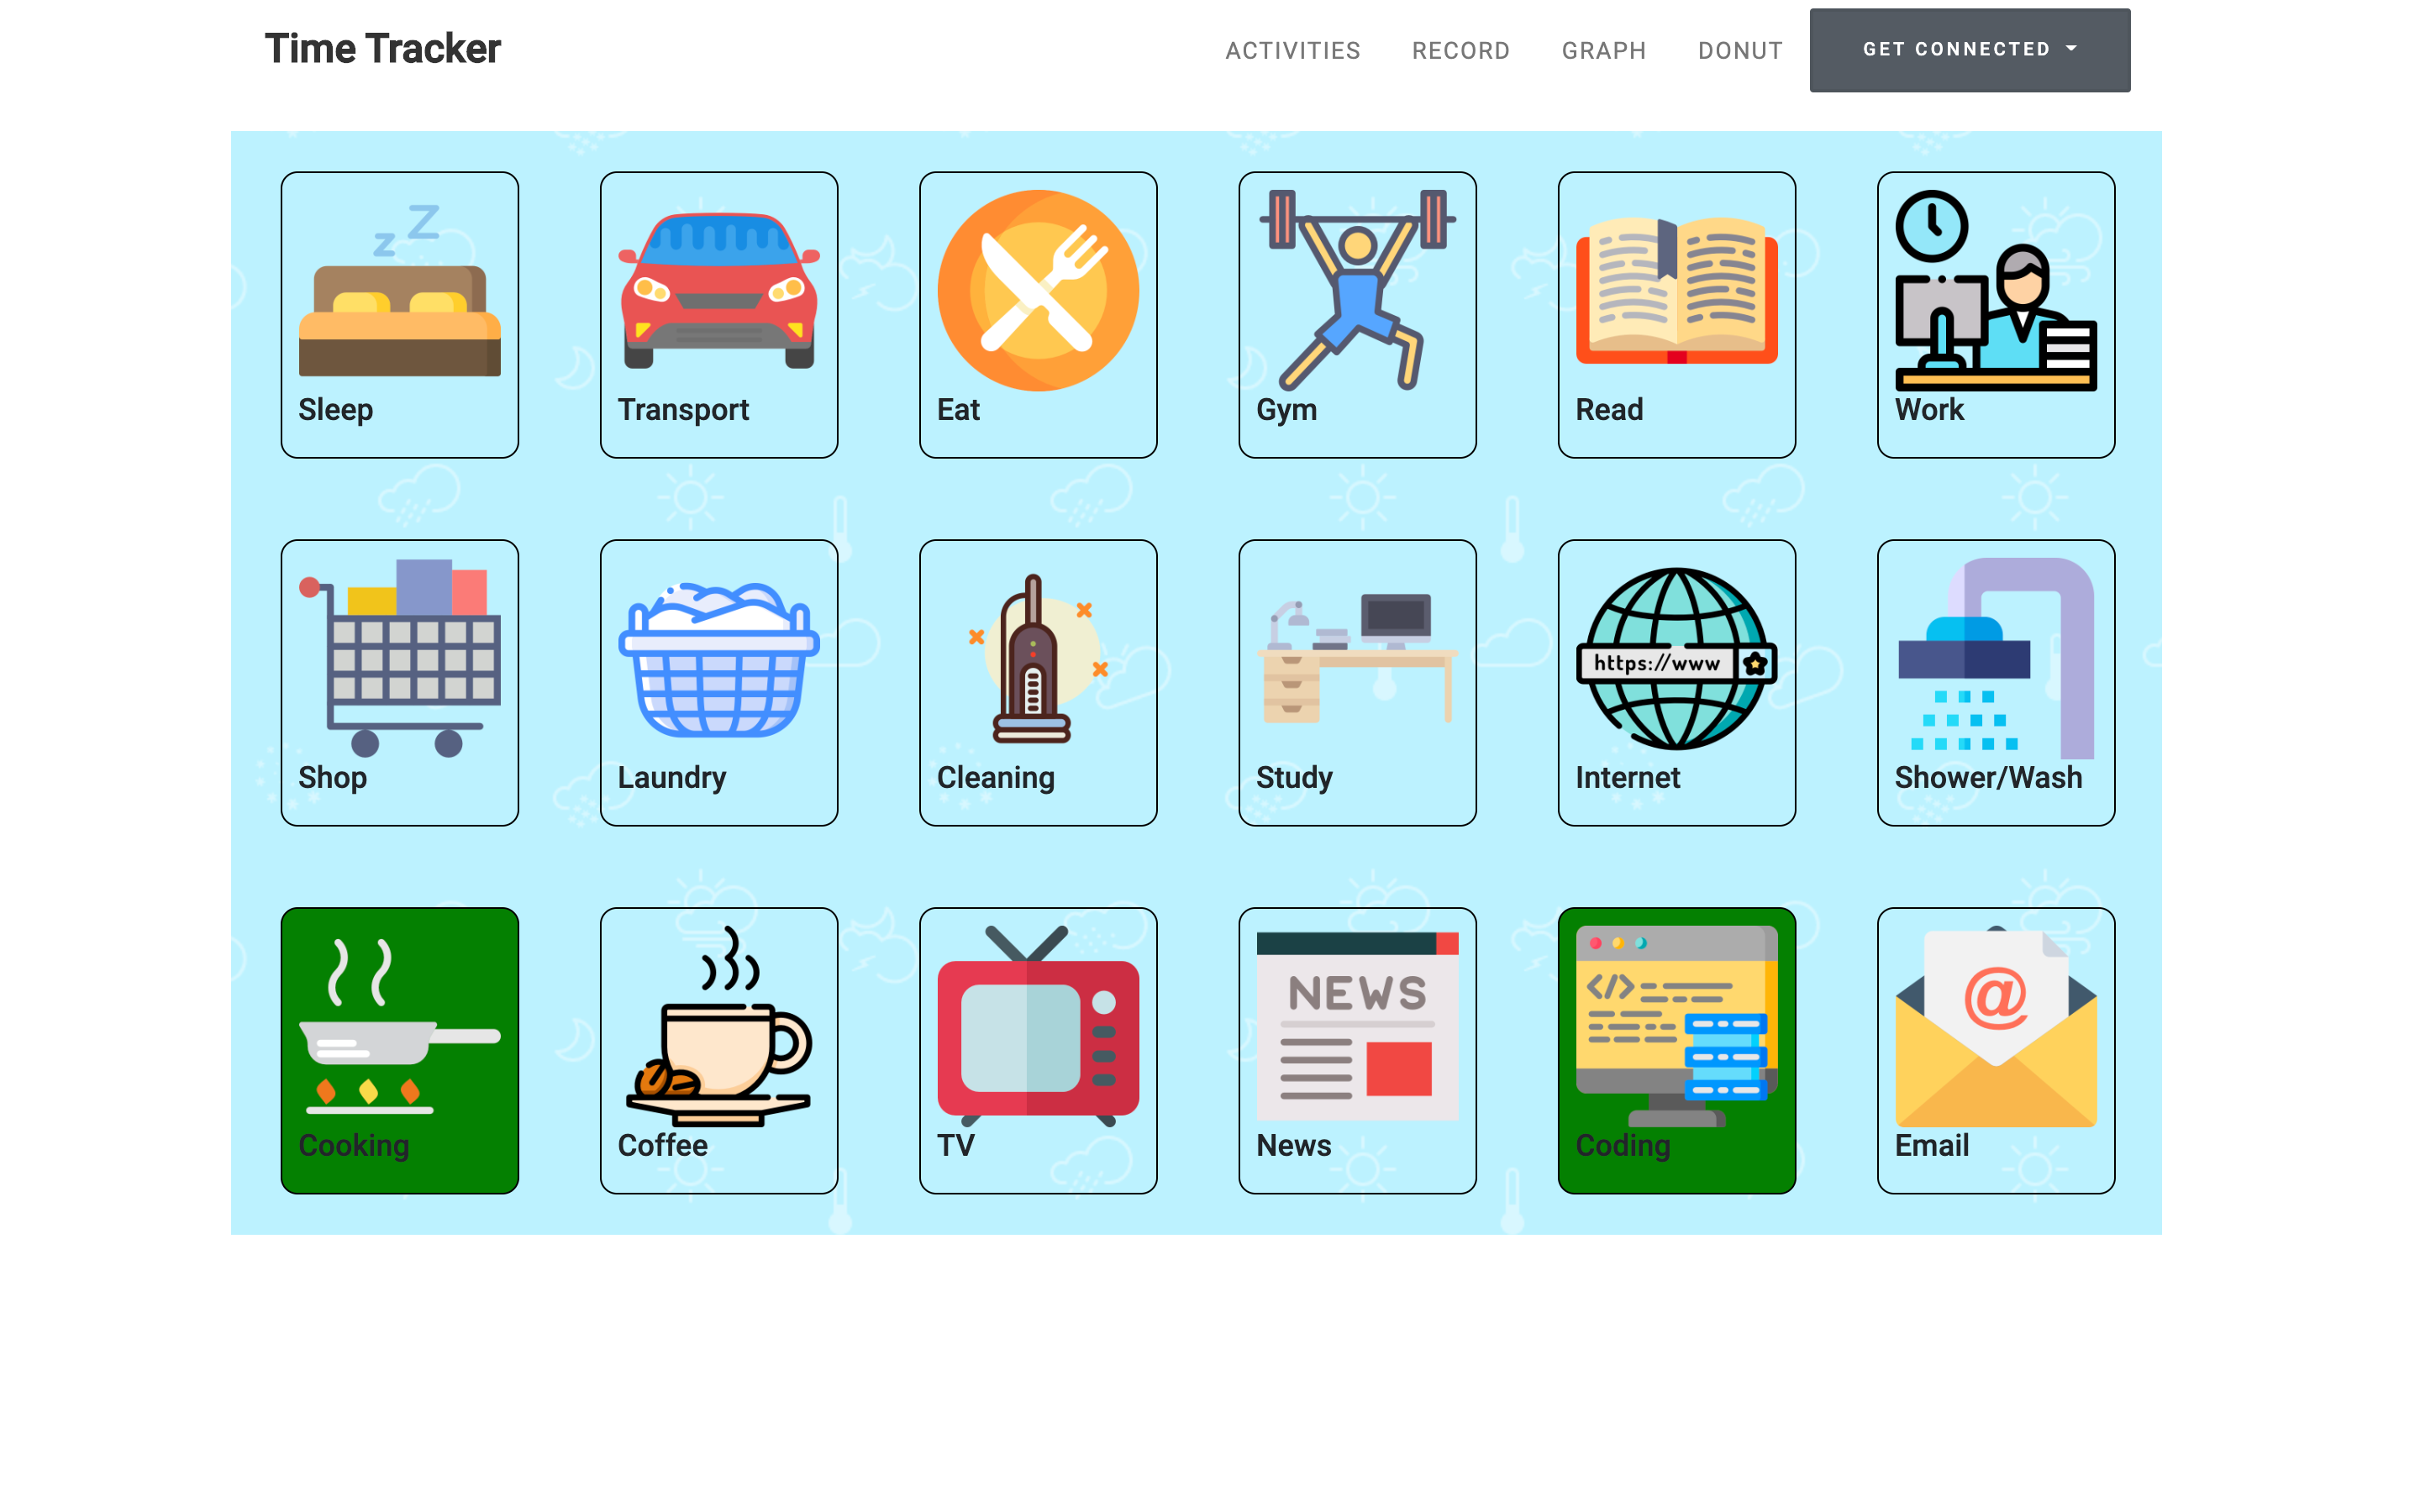 Time Tracker
ACTIVITIES RECORD GRAPH DONUT GET CONNECTED
Z
z
Sleep Transport Eat Gym Read Work
https://www
Shop Laundry Cleaning Study Internet Shower/Wash
NEWS
</>
@
Cooking Coffee TV News Coding Email